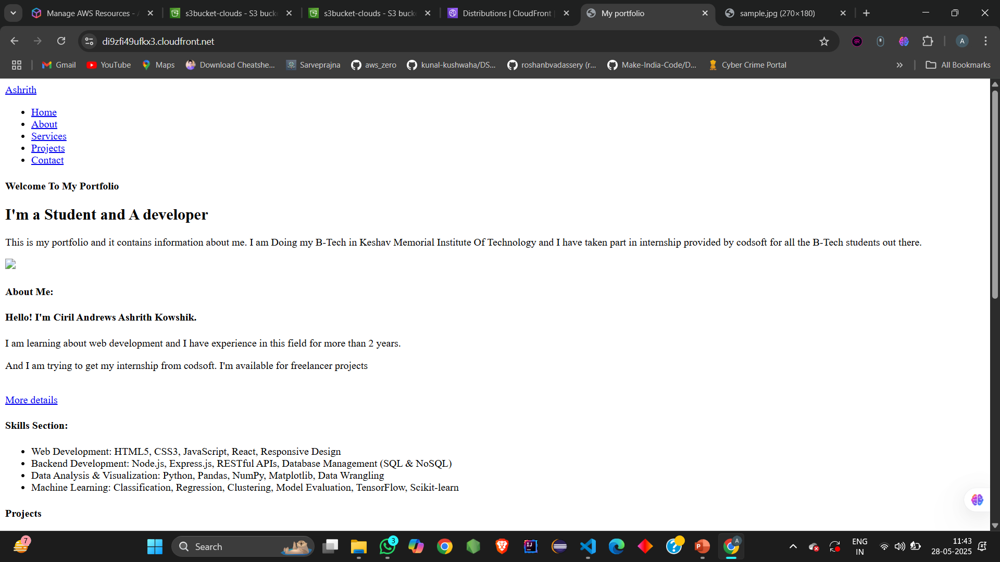 Manage AWS Resources - A
s3bucket-clouds - S3 bucke
s3bucket-clouds - S3 bucke
Distributions | CloudFront |
My portfolio
sample.jpg (270×180)
di9zfi49ufkx3.cloudfront.net
A
Gmail
YouTube
Maps
Download Cheatshe...
Sarveprajna
aws_zero
kunal-kushwaha/DS...
roshanbvadassery (r...
Make-India-Code/D...
Cyber Crime Portal
All Bookmarks
Ashrith
Home
About
Services
Projects
Contact
Welcome To My Portfolio
I'm a Student and A developer
This is my portfolio and it contains information about me. I am Doing my B-Tech in Keshav Memorial Institute Of Technology and I have taken part in internship provided by codsoft for all the B-Tech students out there.
About Me:
Hello! I'm Ciril Andrews Ashrith Kowshik.
I am learning about web development and I have experience in this field for more than 2 years.
And I am trying to get my internship from codsoft. I'm available for freelancer projects
More details
Skills Section:
Web Development: HTML5, CSS3, JavaScript, React, Responsive Design
Backend Development: Node.js, Express.js, RESTful APIs, Database Management (SQL & NoSQL)
Data Analysis & Visualization: Python, Pandas, NumPy, Matplotlib, Data Wrangling
Machine Learning: Classification, Regression, Clustering, Model Evaluation, TensorFlow, Scikit-learn
Projects
7
Search
3
IJ
P
A
ENG
IN
11:43
28-05-2025